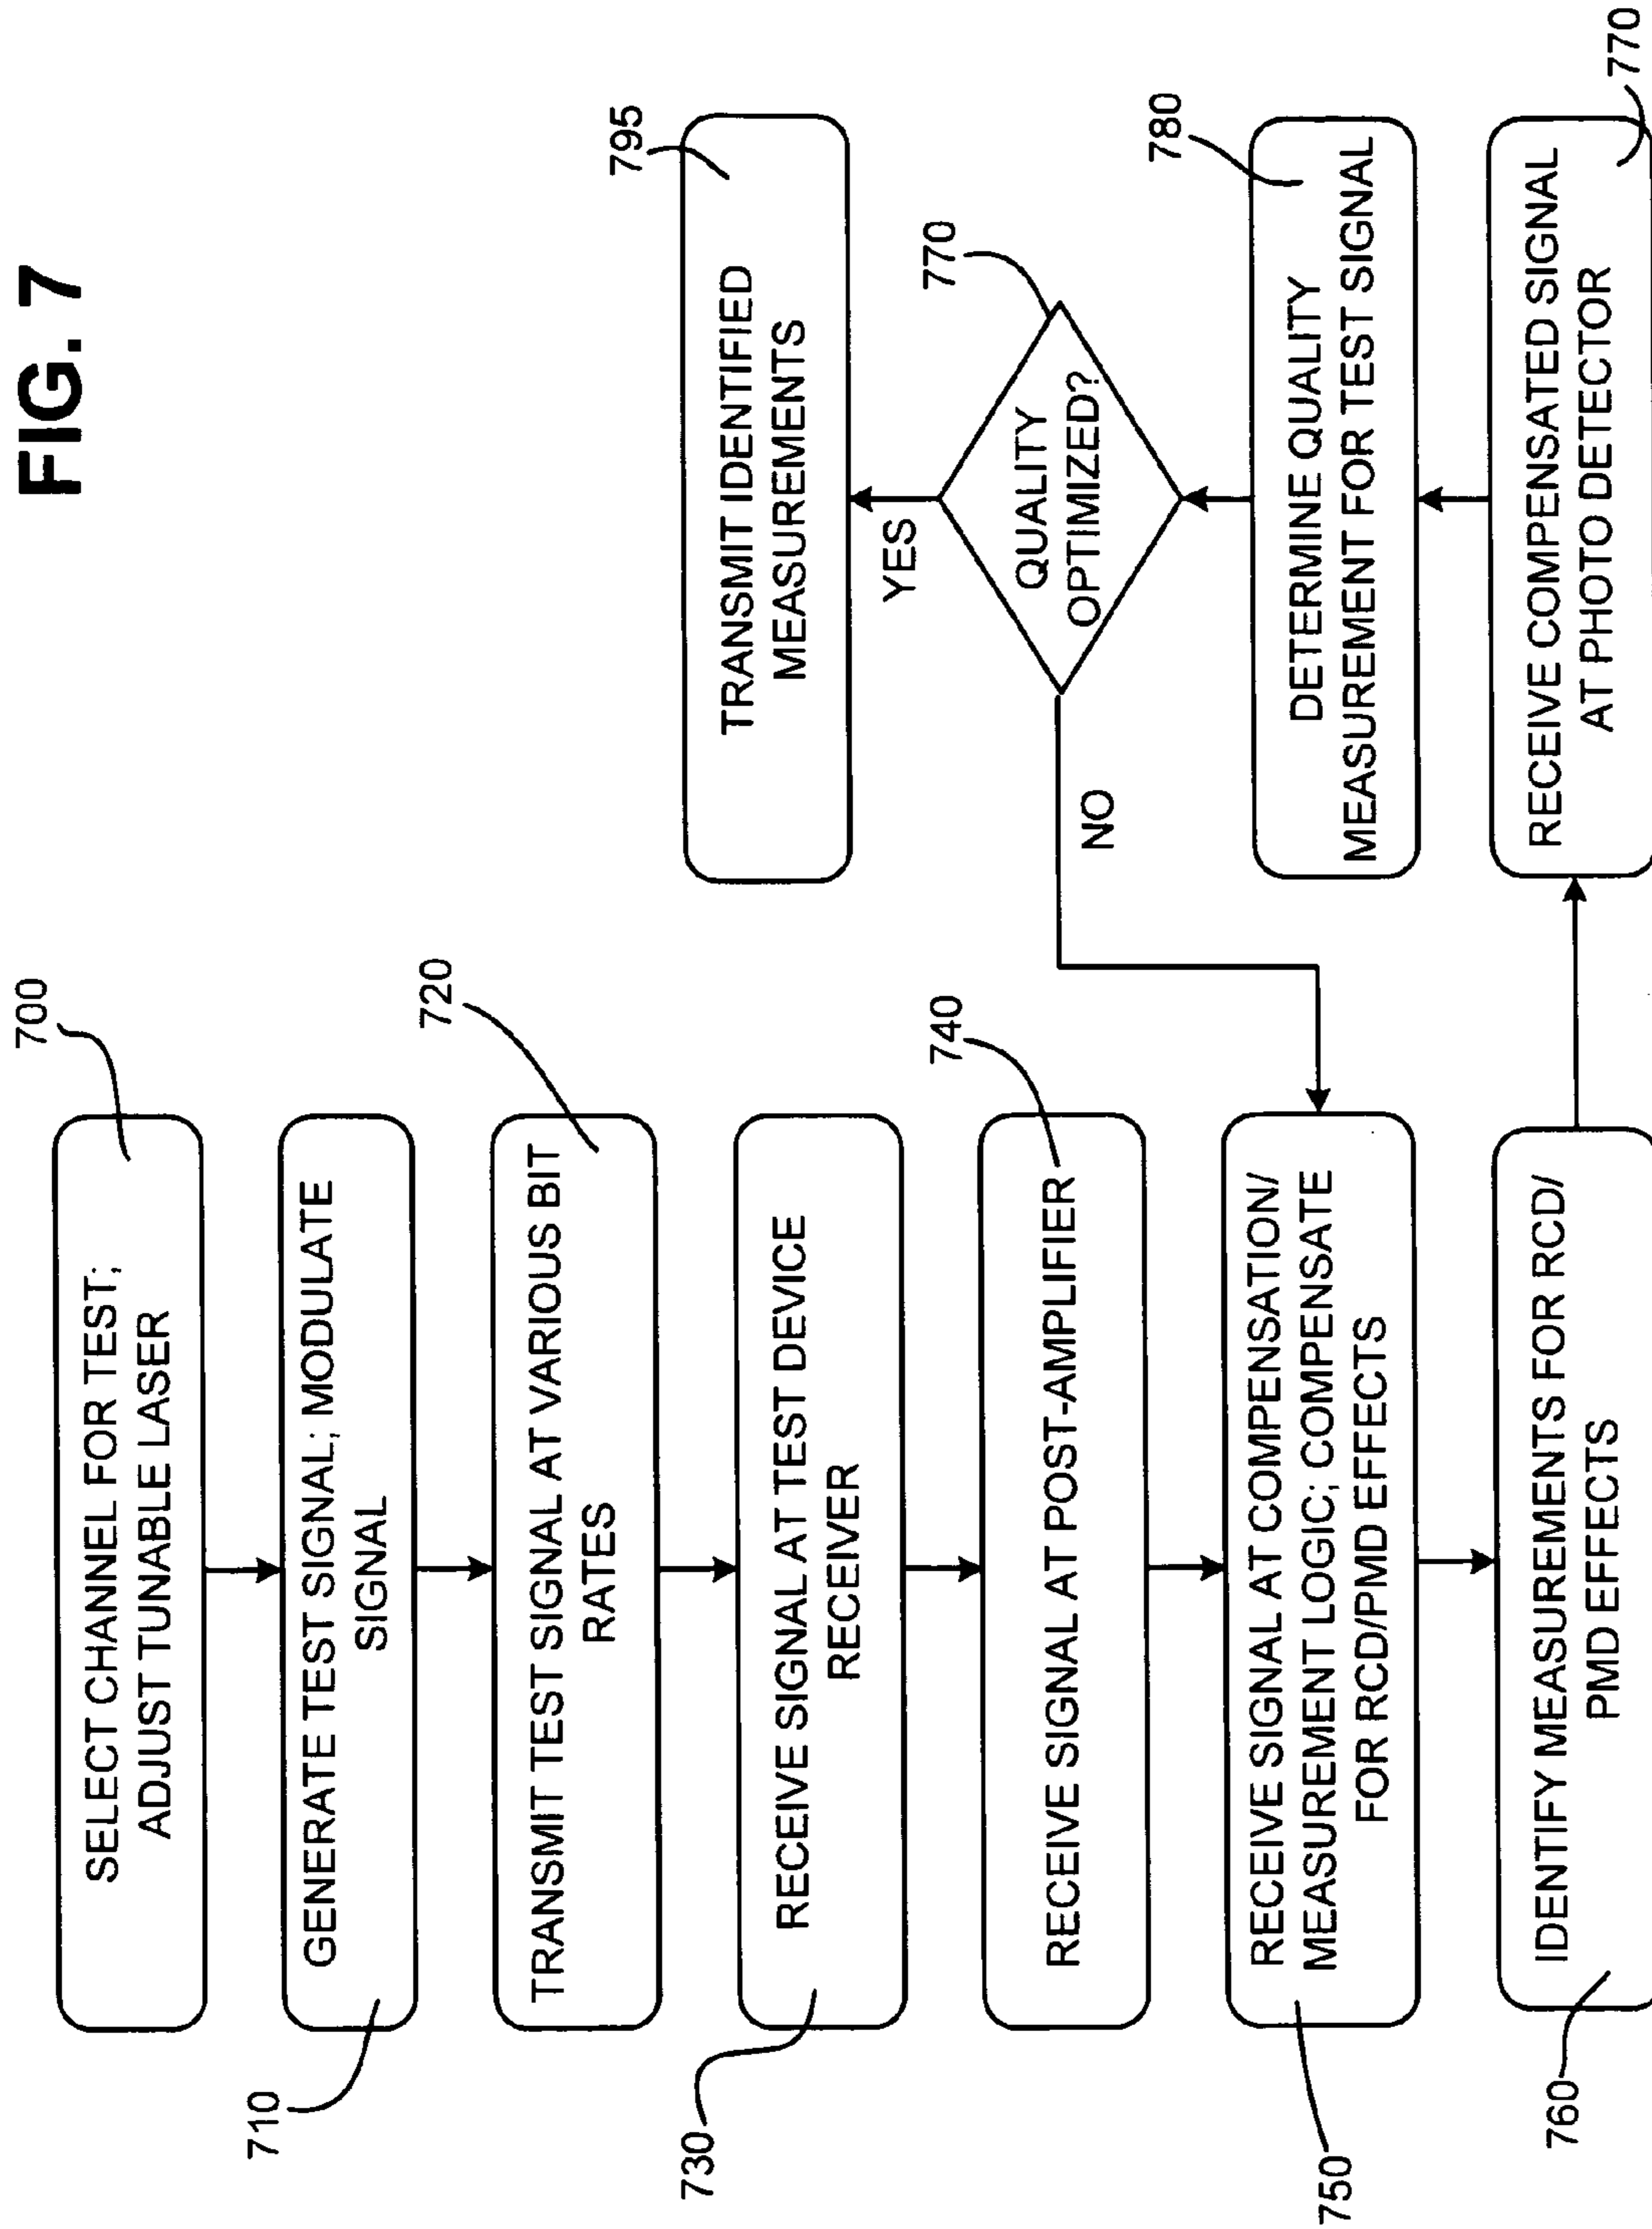 FIG. 7
700
SELECT CHANNEL FOR TEST;
ADJUST TUNABLE LASER
710
GENERATE TEST SIGNAL; MODULATE
SIGNAL
720
TRANSMIT TEST SIGNAL AT VARIOUS BIT
RATES
730
RECEIVE SIGNAL AT TEST DEVICE
RECEIVER
740
RECEIVE SIGNAL AT POST-AMPLIFIER
750
RECEIVE SIGNAL AT COMPENSATION/
MEASUREMENT LOGIC; COMPENSATE
FOR RCD/PMD EFFECTS
760
IDENTIFY MEASUREMENTS FOR RCD/
PMD EFFECTS
770
RECEIVE COMPENSATED SIGNAL
AT PHOTO DETECTOR
780
DETERMINE QUALITY
MEASUREMENT FOR TEST SIGNAL
770
QUALITY
OPTIMIZED?
NO
YES
795
TRANSMIT IDENTIFIED
MEASUREMENTS